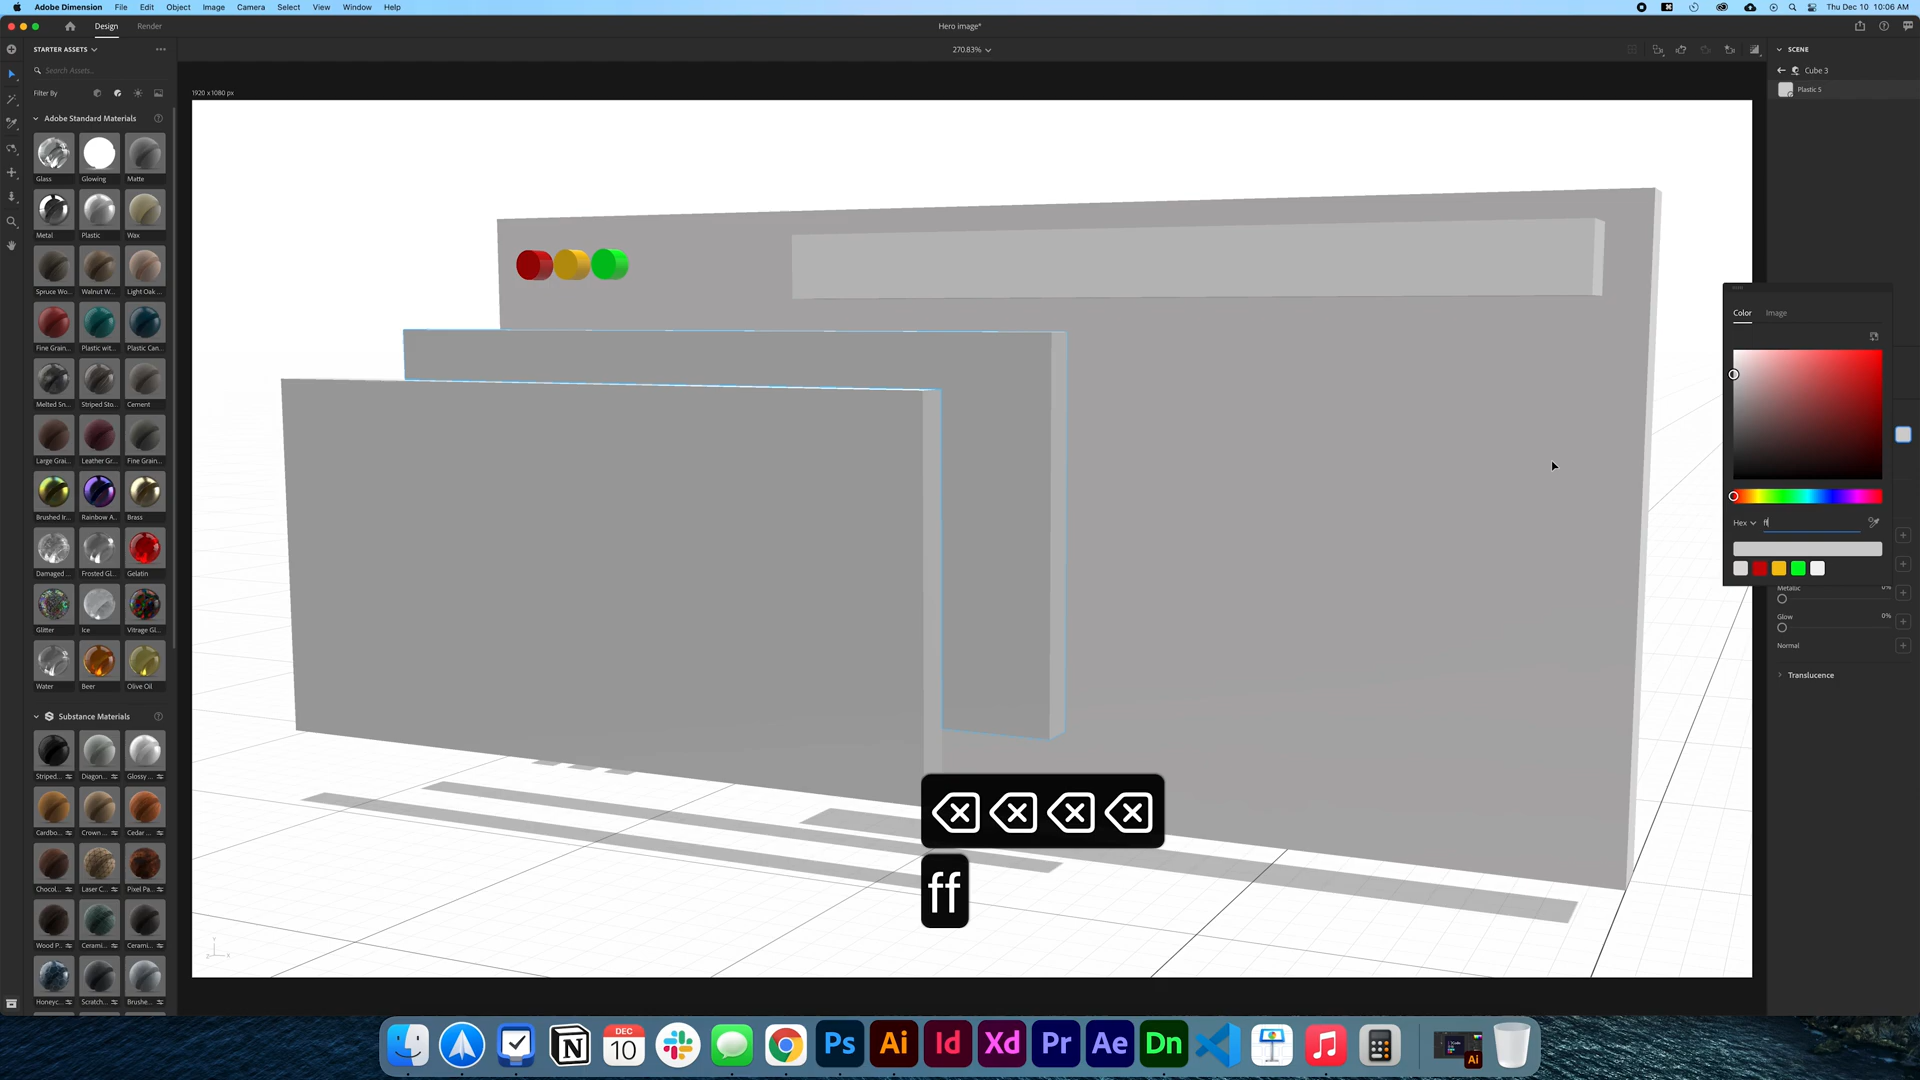 Adobe Dimension File Edit Object Image Camera Select View Window Help
Thu Dec 10 10:06 AM
Design Render
Hero image*
STARTER ASSETS
270.83%
SCENE
Search Assets...
Cube 3
Plastic 5
Filter By
1920 x 1080 px
Adobe Standard Materials
Glass Glowing Matte
Metal Plastic Wax
Spruce Wo... Walnut W... Light Oak ...
Fine Grain... Plastic wit... Plastic Can...
Melted Sn... Striped Sto... Cement
Large Grai... Leather Gr... Fine Grain...
Brushed Ir... Rainbow A... Brass
Damaged ... Frosted Gl... Gelatin
Glitter Ice Vitrage Gl...
Water Beer Olive Oil
Substance Materials
Striped... Diagon... Glossy ...
Cardbo... Crown ... Cedar ...
Chocol... Laser C... Pixel Pa...
Wood P... Cerami... Cerami...
Honeyc... Scratch... Brushe...
Color Image
Hex ff
Metallic 0%
Glow 0%
Normal
Translucence
ff
DEC
10
Ps Ai Id Xd Pr Ae Dn
Ai